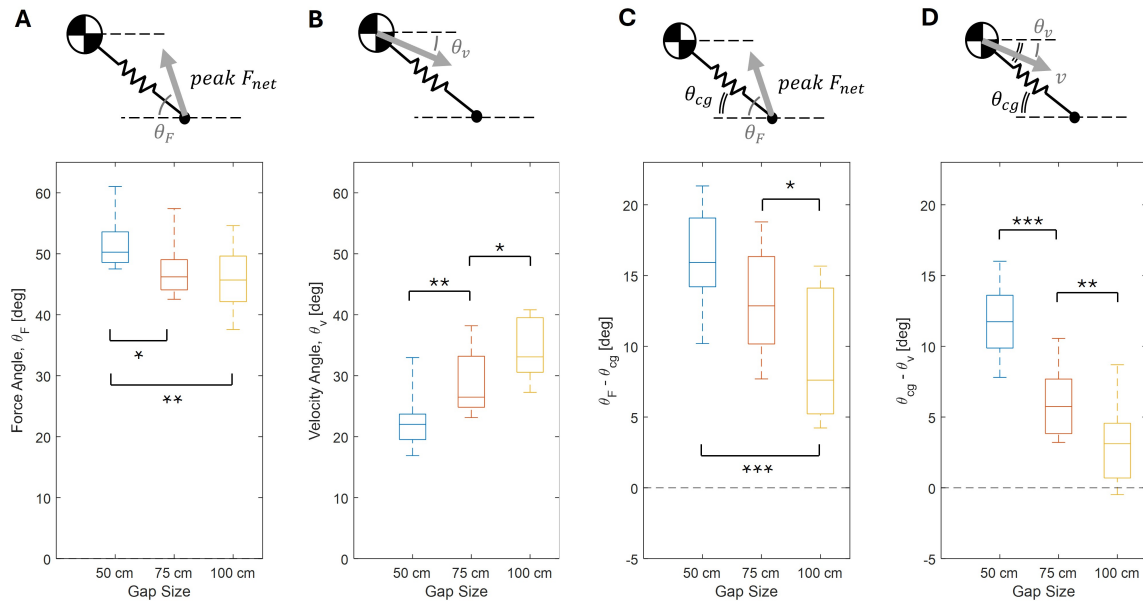 A
θ_v
peak F_net
θ_F
Force Angle, θ_F [deg]
60
50
40
30
20
10
0
*
**
50 cm 75 cm 100 cm
Gap Size
B
θ_v
Velocity Angle, θ_v [deg]
60
50
40
30
20
10
0
**
*
50 cm 75 cm 100 cm
Gap Size
C
θ_cg
peak F_net
θ_F
θ_F - θ_cg [deg]
20
15
10
5
0
-5
*
***
50 cm 75 cm 100 cm
Gap Size
D
θ_v
v
θ_cg
θ_cg - θ_v [deg]
20
15
10
5
0
-5
***
**
50 cm 75 cm 100 cm
Gap Size